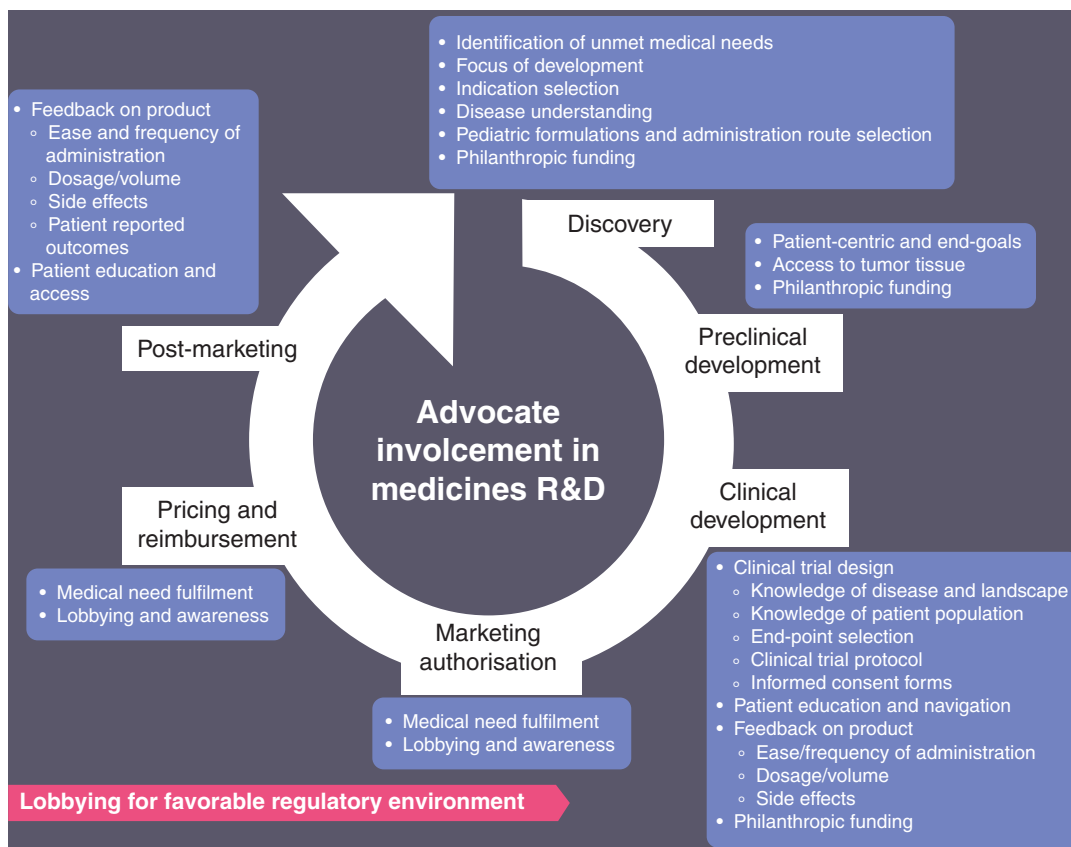 • Identification of unmet medical needs
• Focus of development
• Indication selection
• Disease understanding
• Pediatric formulations and administration route selection
• Philanthropic funding
Discovery
• Patient-centric and end-goals
• Access to tumor tissue
• Philanthropic funding
Preclinical
development
Clinical
development
• Clinical trial design
◦ Knowledge of disease and landscape
◦ Knowledge of patient population
◦ End-point selection
◦ Clinical trial protocol
◦ Informed consent forms
• Patient education and navigation
• Feedback on product
◦ Ease/frequency of administration
◦ Dosage/volume
◦ Side effects
• Philanthropic funding
Marketing
authorisation
• Medical need fulfilment
• Lobbying and awareness
Pricing and
reimbursement
• Medical need fulfilment
• Lobbying and awareness
Post-marketing
• Feedback on product
◦ Ease and frequency of
administration
◦ Dosage/volume
◦ Side effects
◦ Patient reported
outcomes
• Patient education and
access
Advocate
involcement in
medicines R&D
Lobbying for favorable regulatory environment